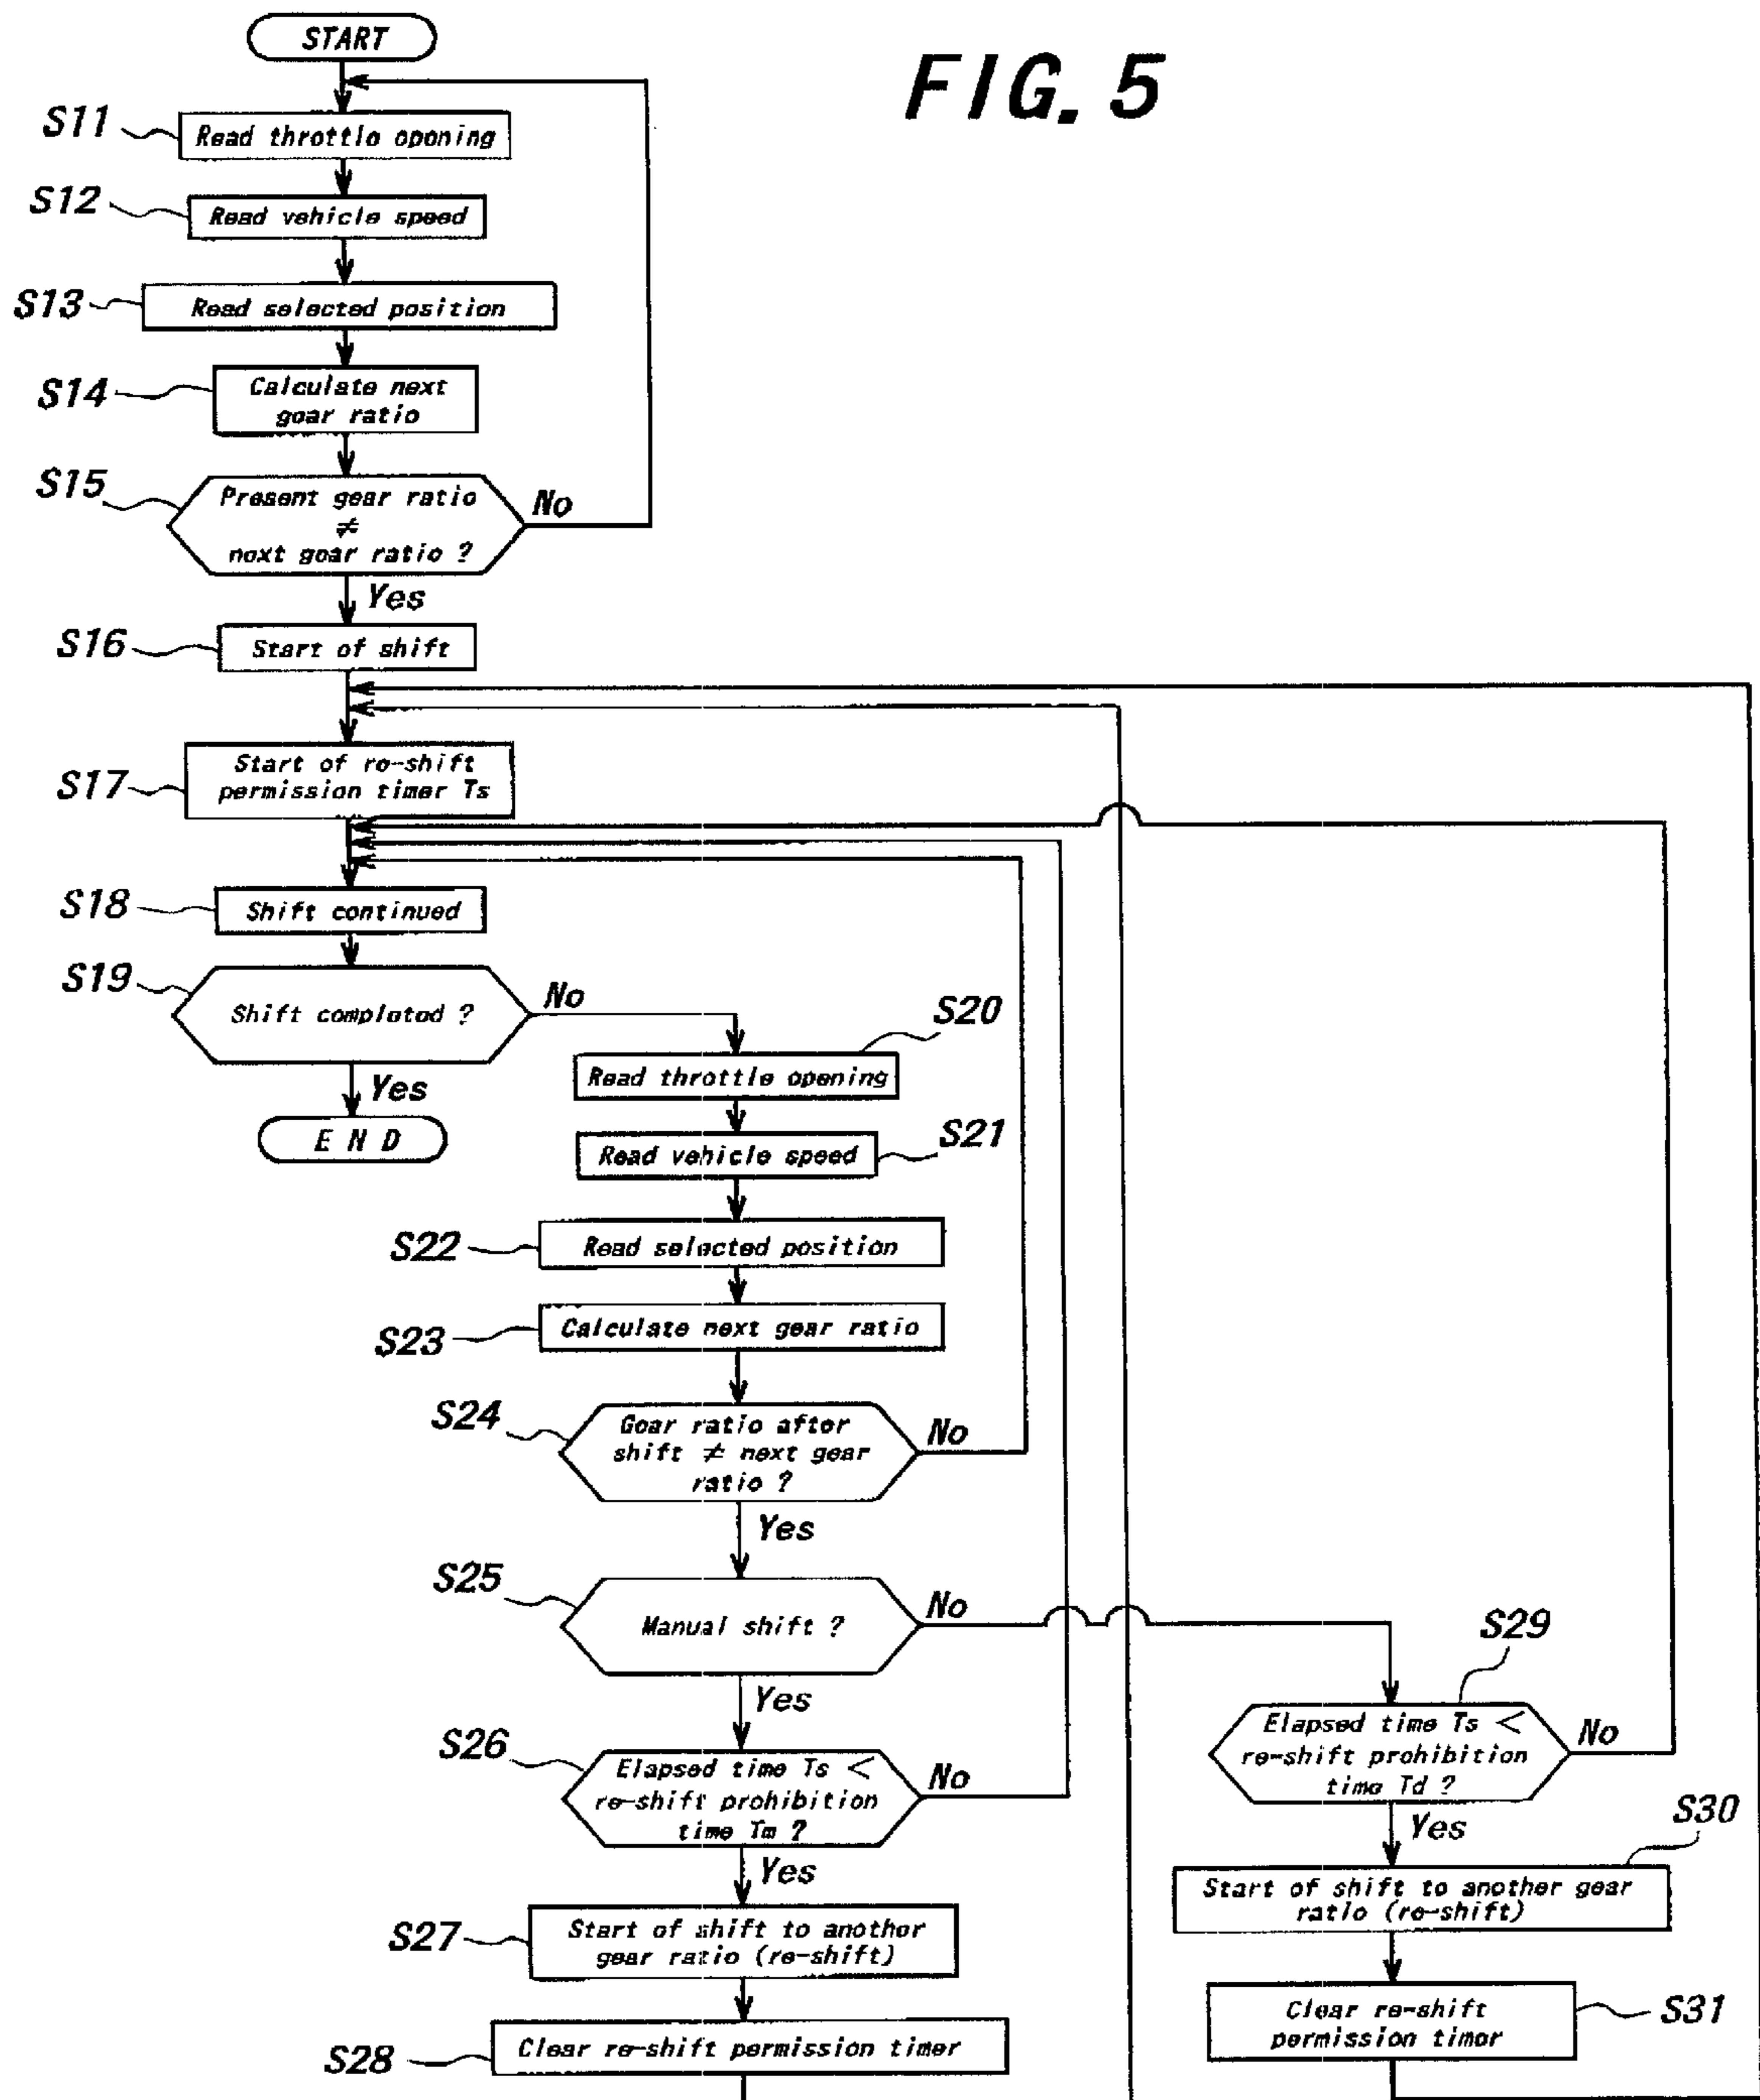 FIG. 5
START
S11
Read throttle opening
S12
Read vehicle speed
S13
Read selected position
S14
Calculate next
gear ratio
S15
Present gear ratio
≠
next gear ratio ?
No
Yes
S16
Start of shift
S17
Start of re-shift
permission timer Ts
S18
Shift continued
S19
Shift completed ?
No
Yes
E N D
S20
Read throttle opening
S21
Read vehicle speed
S22
Read selected position
S23
Calculate next gear ratio
S24
Gear ratio after
shift ≠ next gear
ratio ?
No
Yes
S25
Manual shift ?
No
Yes
S26
Elapsed time Ts <
re-shift prohibition
time Tm ?
No
Yes
S27
Start of shift to another
gear ratio (re-shift)
S28
Clear re-shift permission timer
S29
Elapsed time Ts <
re-shift prohibition
time Td ?
No
Yes
S30
Start of shift to another gear
ratio (re-shift)
S31
Clear re-shift
permission timer